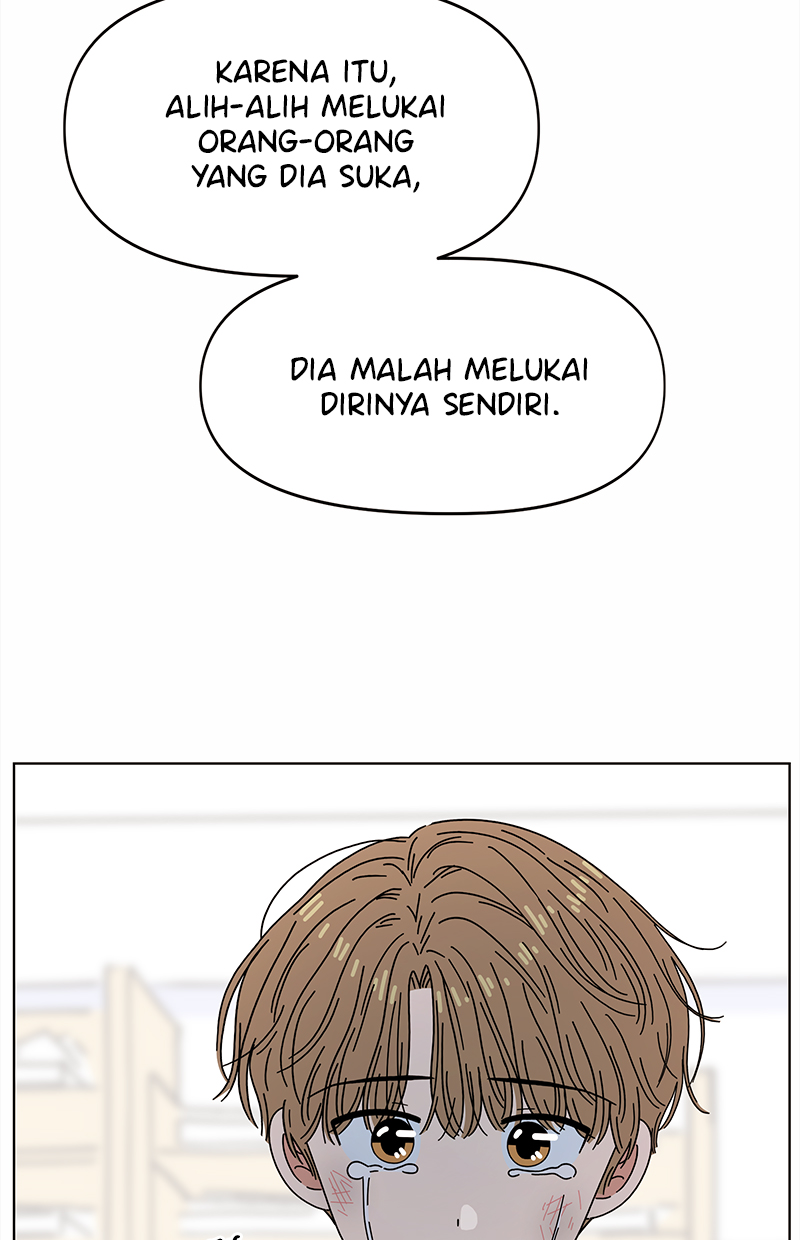 KARENA ITU,
ALIH-ALIH MELUKAI
ORANG-ORANG
YANG DIA SUKA,
DIA MALAH MELUKAI
DIRINYA SENDIRI.